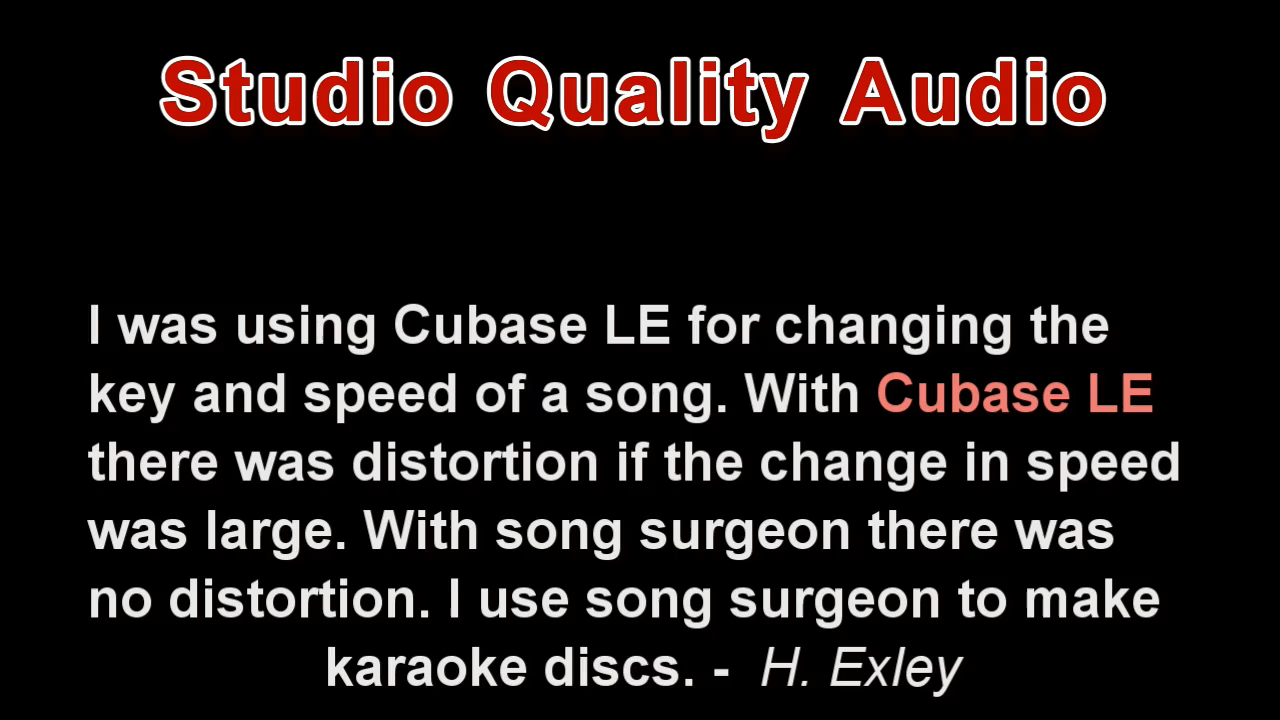 Studio Quality Audio
I was using Cubase LE for changing the
key and speed of a song. With Cubase LE
there was distortion if the change in speed
was large. With song surgeon there was
no distortion. I use song surgeon to make
karaoke discs. - H. Exley